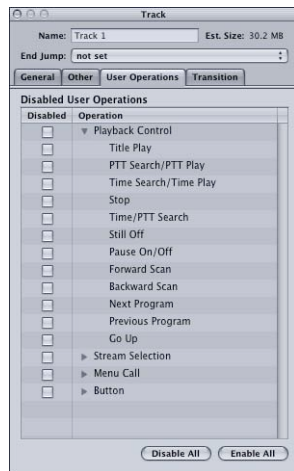 Track
Name: Track 1 Est. Size: 30.2 MB
End Jump: not set
General Other User Operations Transition
Disabled User Operations
Disabled Operation
Playback Control
Title Play
PTT Search/PTT Play
Time Search/Time Play
Stop
Time/PTT Search
Still Off
Pause On/Off
Forward Scan
Backward Scan
Next Program
Previous Program
Go Up
Stream Selection
Menu Call
Button
Disable All Enable All